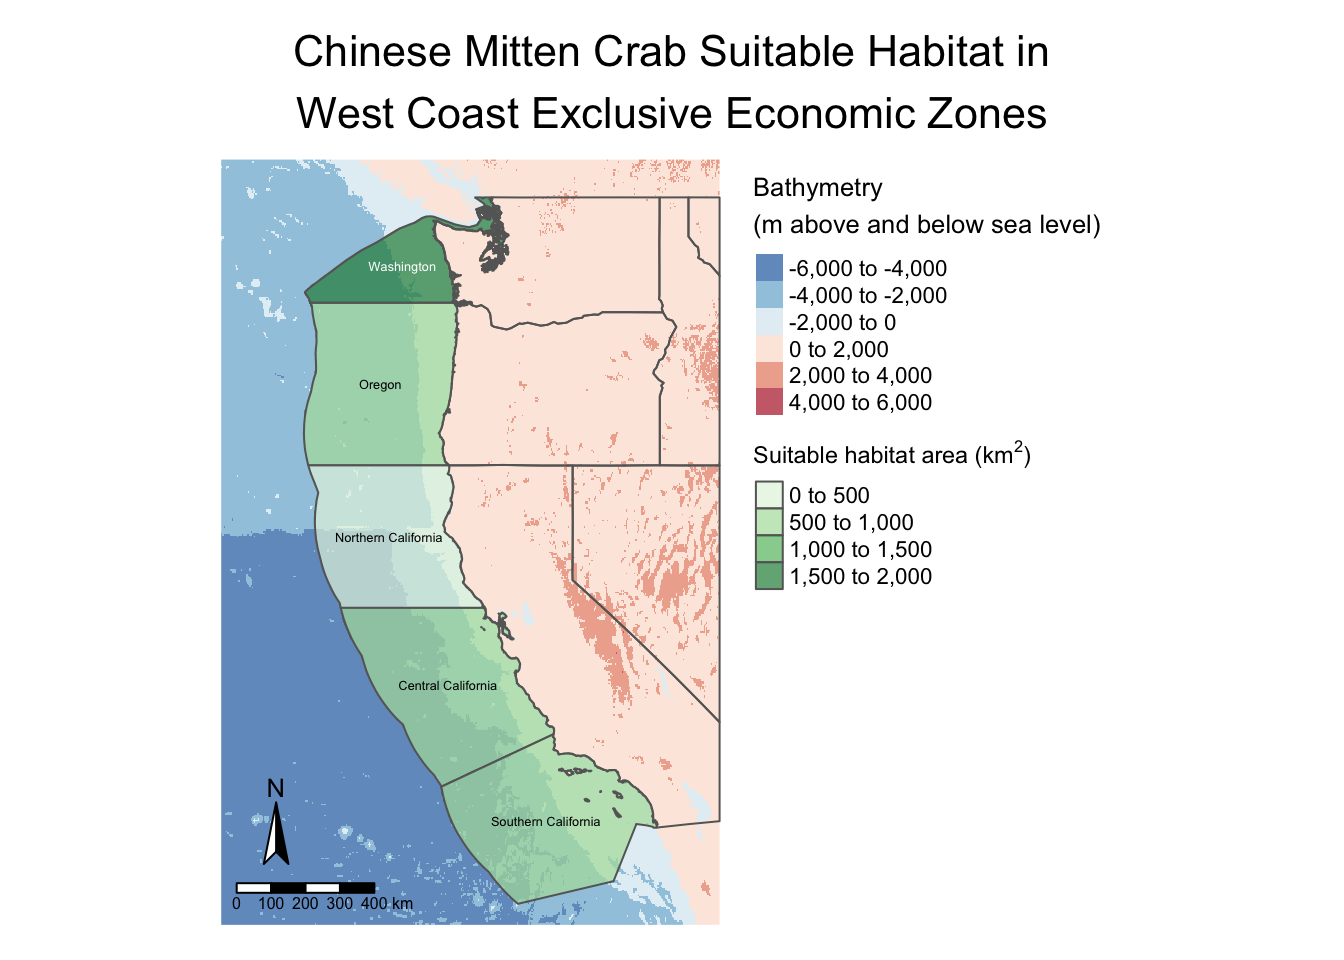 Chinese Mitten Crab Suitable Habitat in
West Coast Exclusive Economic Zones
Bathymetry
(m above and below sea level)
-6,000 to -4,000
-4,000 to -2,000
-2,000 to 0
0 to 2,000
2,000 to 4,000
4,000 to 6,000
Suitable habitat area (km²)
0 to 500
500 to 1,000
1,000 to 1,500
1,500 to 2,000
Washington
Oregon
Northern California
Central California
Southern California
N
0 100 200 300 400 km